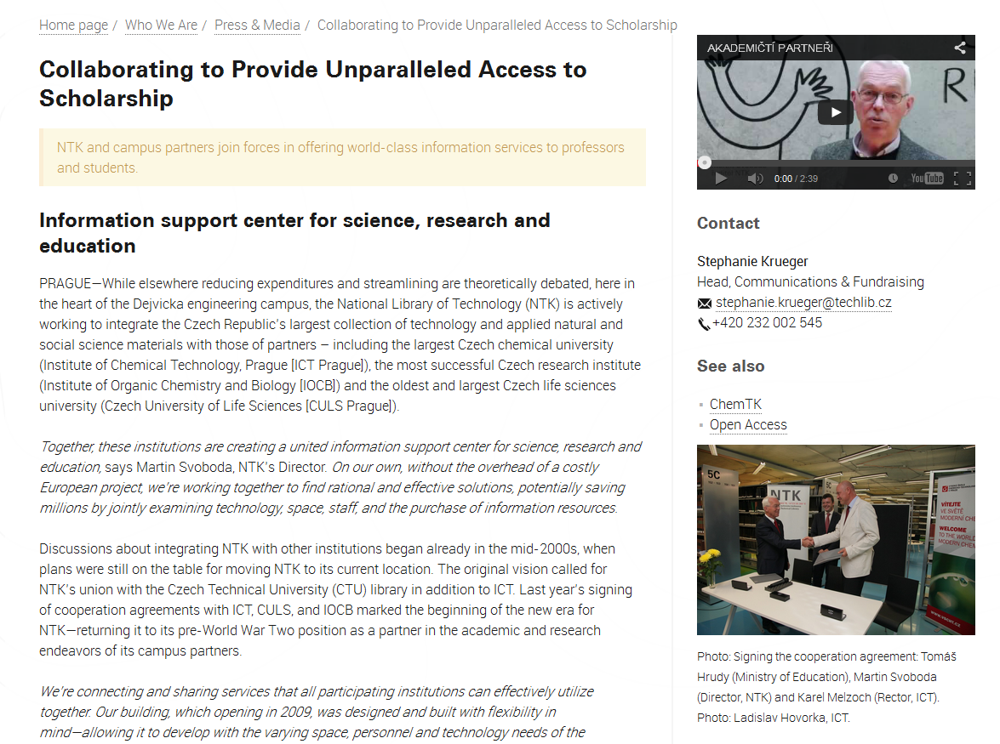 Home page / Who We Are / Press & Media / Collaborating to Provide Unparalleled Access to Scholarship
Collaborating to Provide Unparalleled Access to
Scholarship
NTK and campus partners join forces in offering world-class information services to professors
and students.
Information support center for science, research and
education
PRAGUE—While elsewhere reducing expenditures and streamlining are theoretically debated, here in
the heart of the Dejvicka engineering campus, the National Library of Technology (NTK) is actively
working to integrate the Czech Republic's largest collection of technology and applied natural and
social science materials with those of partners – including the largest Czech chemical university
(Institute of Chemical Technology, Prague [ICT Prague]), the most successful Czech research institute
(Institute of Organic Chemistry and Biology [IOCB]) and the oldest and largest Czech life sciences
university (Czech University of Life Sciences [CULS Prague]).
Together, these institutions are creating a united information support center for science, research and
education, says Martin Svoboda, NTK's Director. On our own, without the overhead of a costly
European project, we're working together to find rational and effective solutions, potentially saving
millions by jointly examining technology, space, staff, and the purchase of information resources.
Discussions about integrating NTK with other institutions began already in the mid-2000s, when
plans were still on the table for moving NTK to its current location. The original vision called for
NTK's union with the Czech Technical University (CTU) library in addition to ICT. Last year's signing
of cooperation agreements with ICT, CULS, and IOCB marked the beginning of the new era for
NTK—returning it to its pre-World War Two position as a partner in the academic and research
endeavors of its campus partners.
We're connecting and sharing services that all participating institutions can effectively utilize
together. Our building, which opening in 2009, was designed and built with flexibility in
mind—allowing it to develop with the varying space, personnel and technology needs of the
AKADEMIČTÍ PARTNEŘI
R
0:00 / 2:39
YouTube
Contact
Stephanie Krueger
Head, Communications & Fundraising
stephanie.krueger@techlib.cz
+420 232 002 545
See also
ChemTK
Open Access
5C
NTK
5C
VÍTEJTE
VE SVĚTĚ
MODERNÍ CHE
WELCOME
TO THE WORLD
MODERN CHEM
www.vscht.cz
Photo: Signing the cooperation agreement: Tomáš
Hrudy (Ministry of Education), Martin Svoboda
(Director, NTK) and Karel Melzoch (Rector, ICT).
Photo: Ladislav Hovorka, ICT.